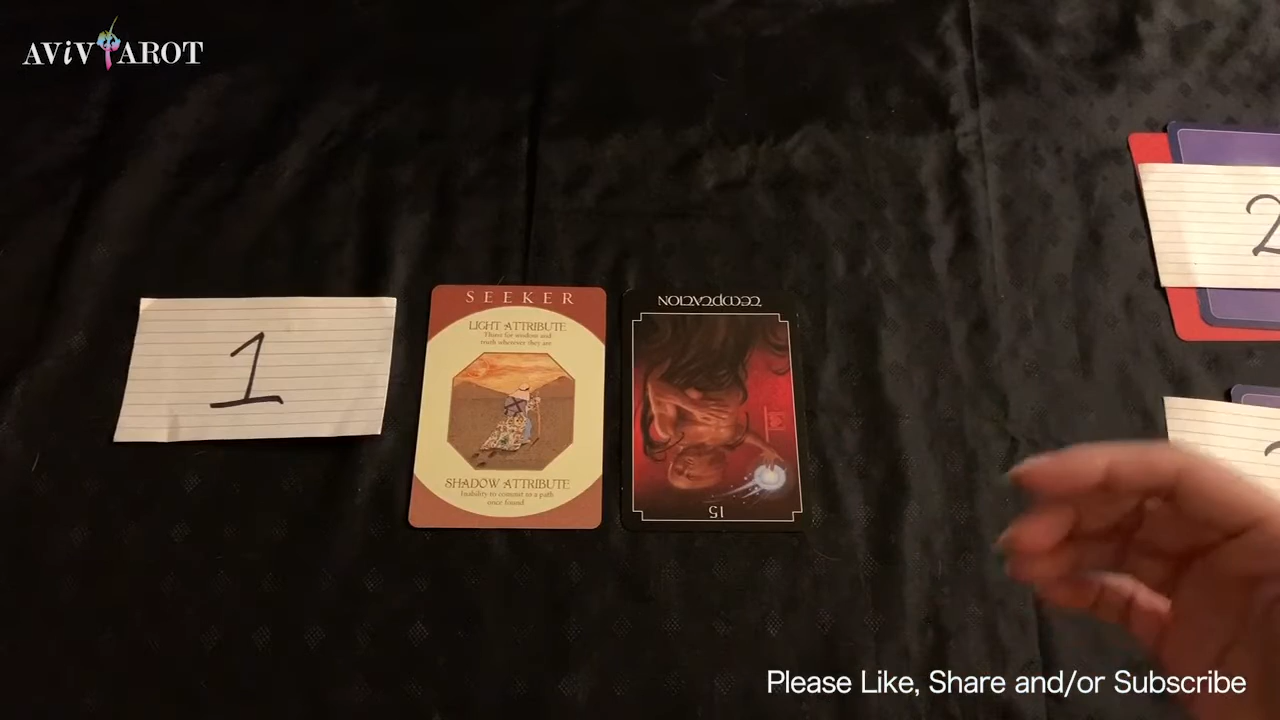 AViV TAROT
2
1
SEEKER
LIGHT ATTRIBUTE
Thirst for wisdom and
truth wherever they are
SHADOW ATTRIBUTE
Inability to commit to a path
once found
TEMPTATION
15
Please Like, Share and/or Subscribe